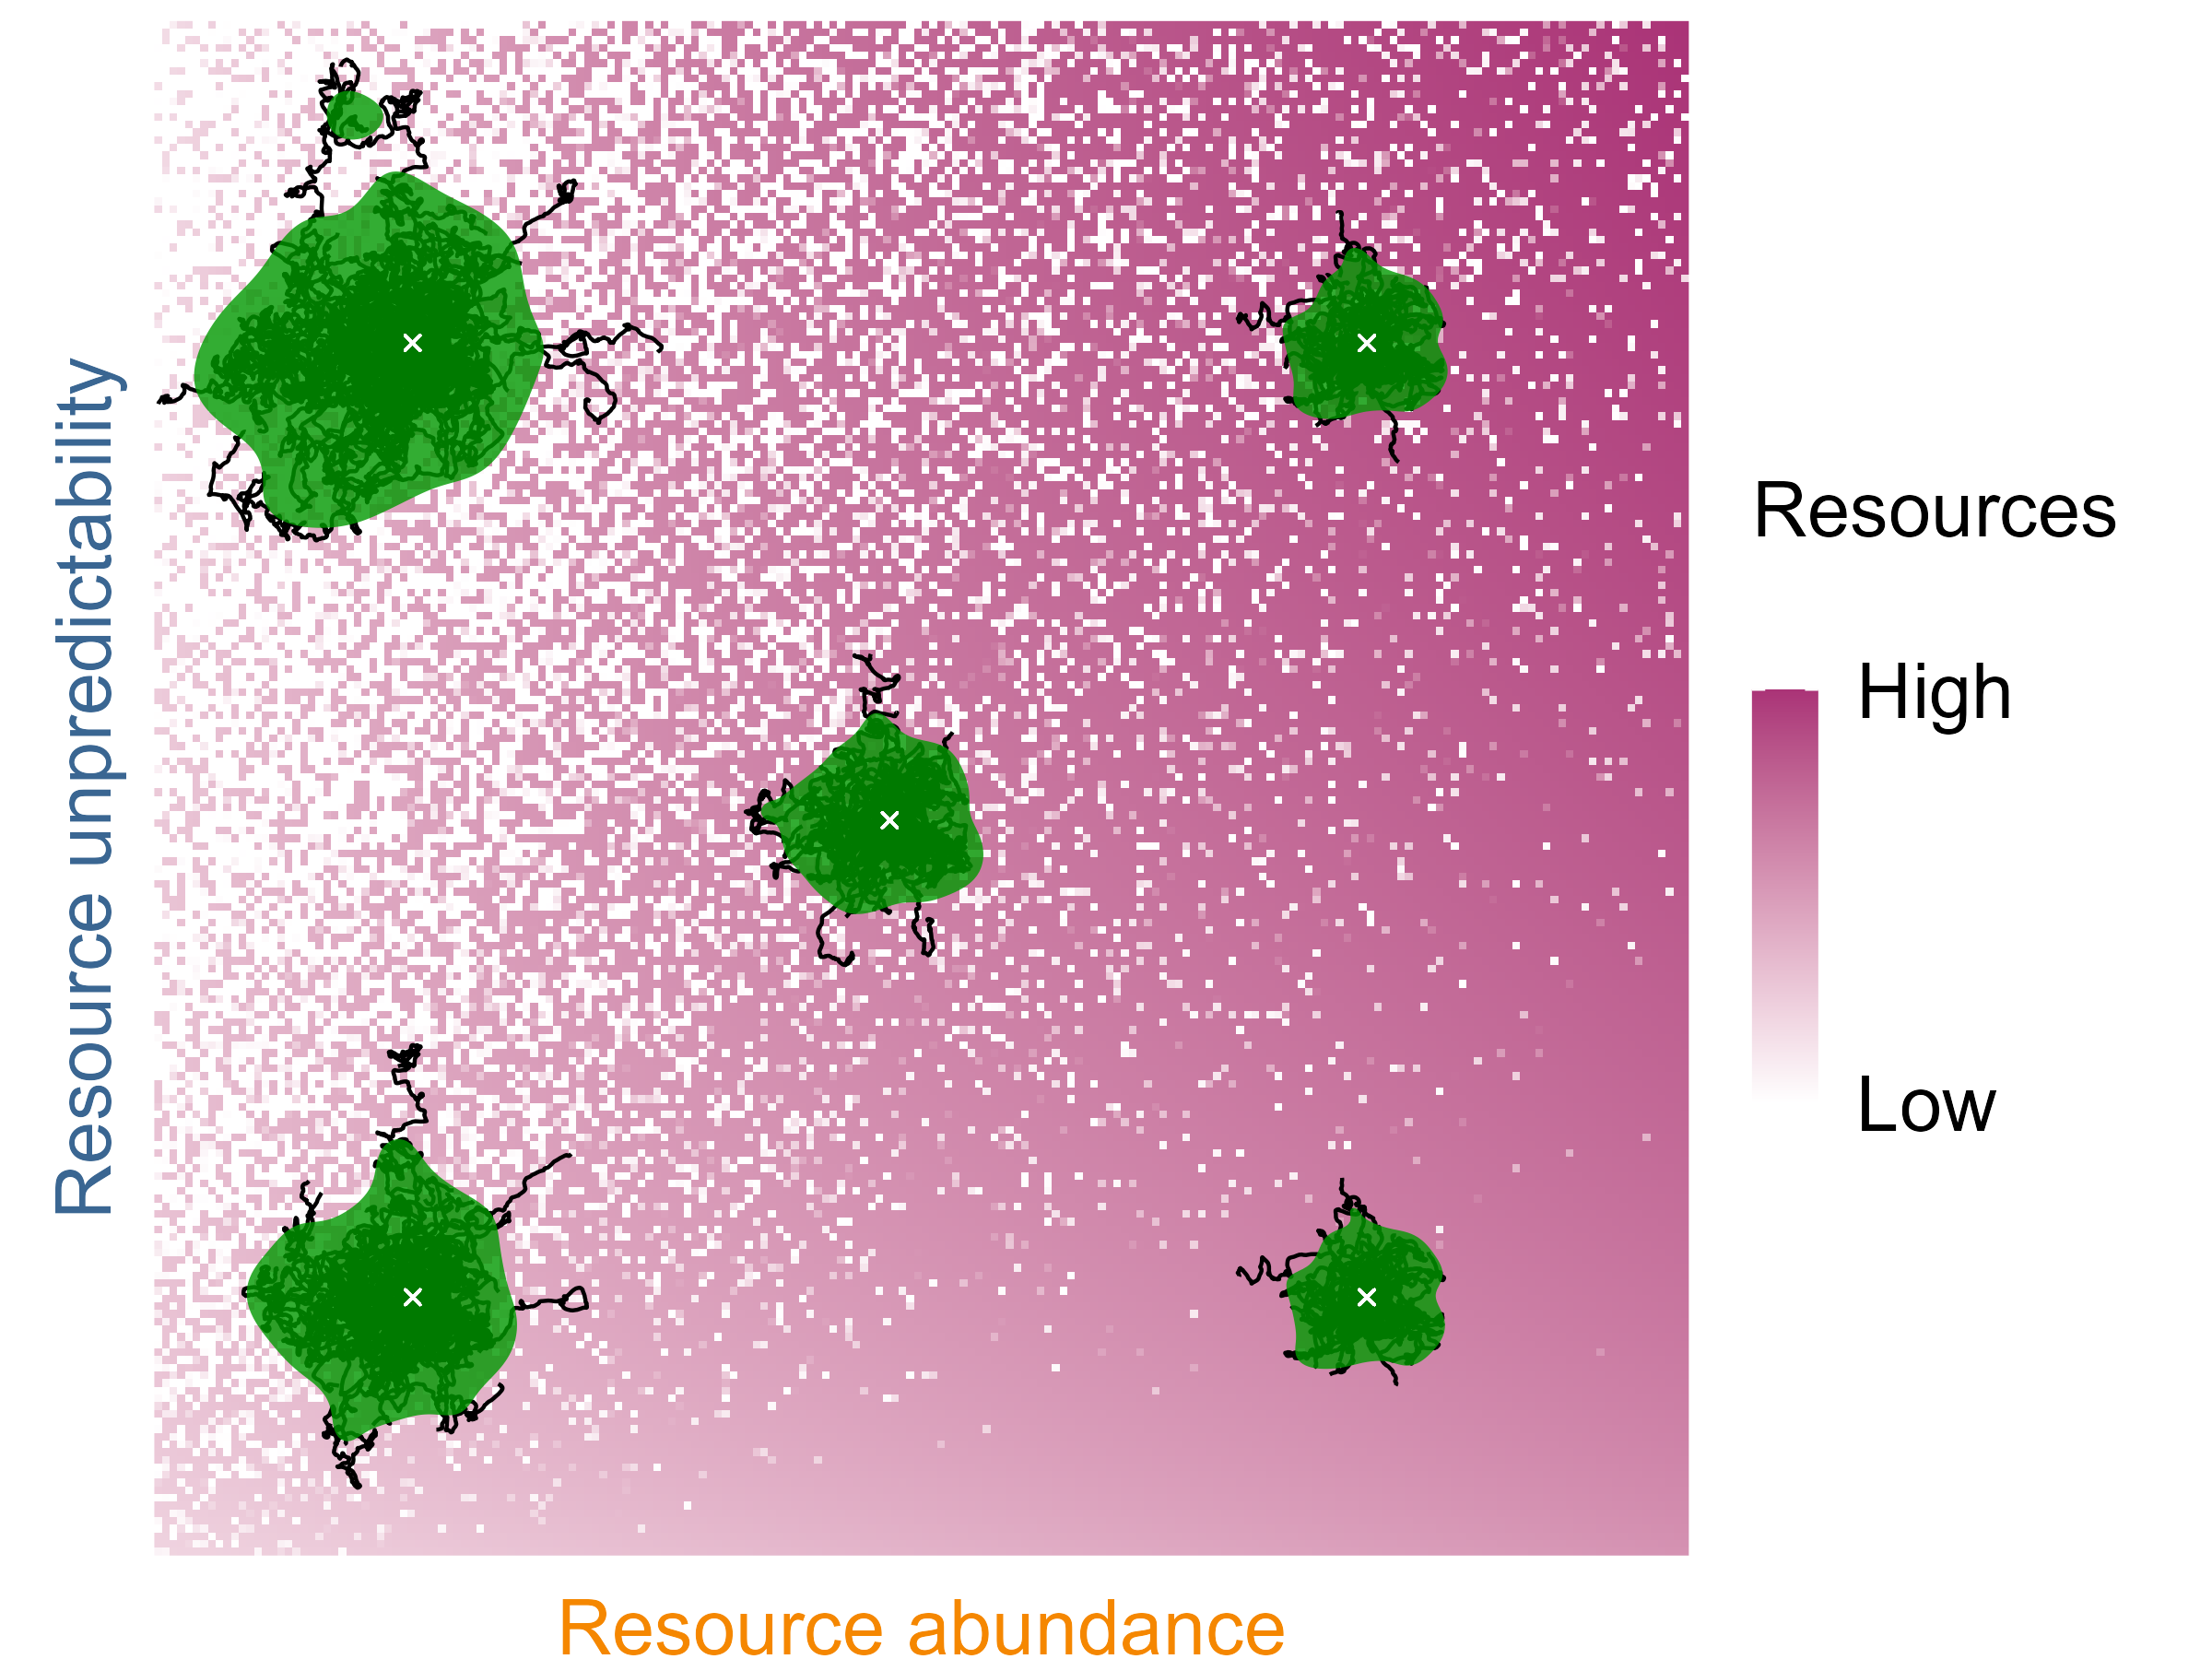 Resource unpredictability
Resources
High
Low
Resource abundance